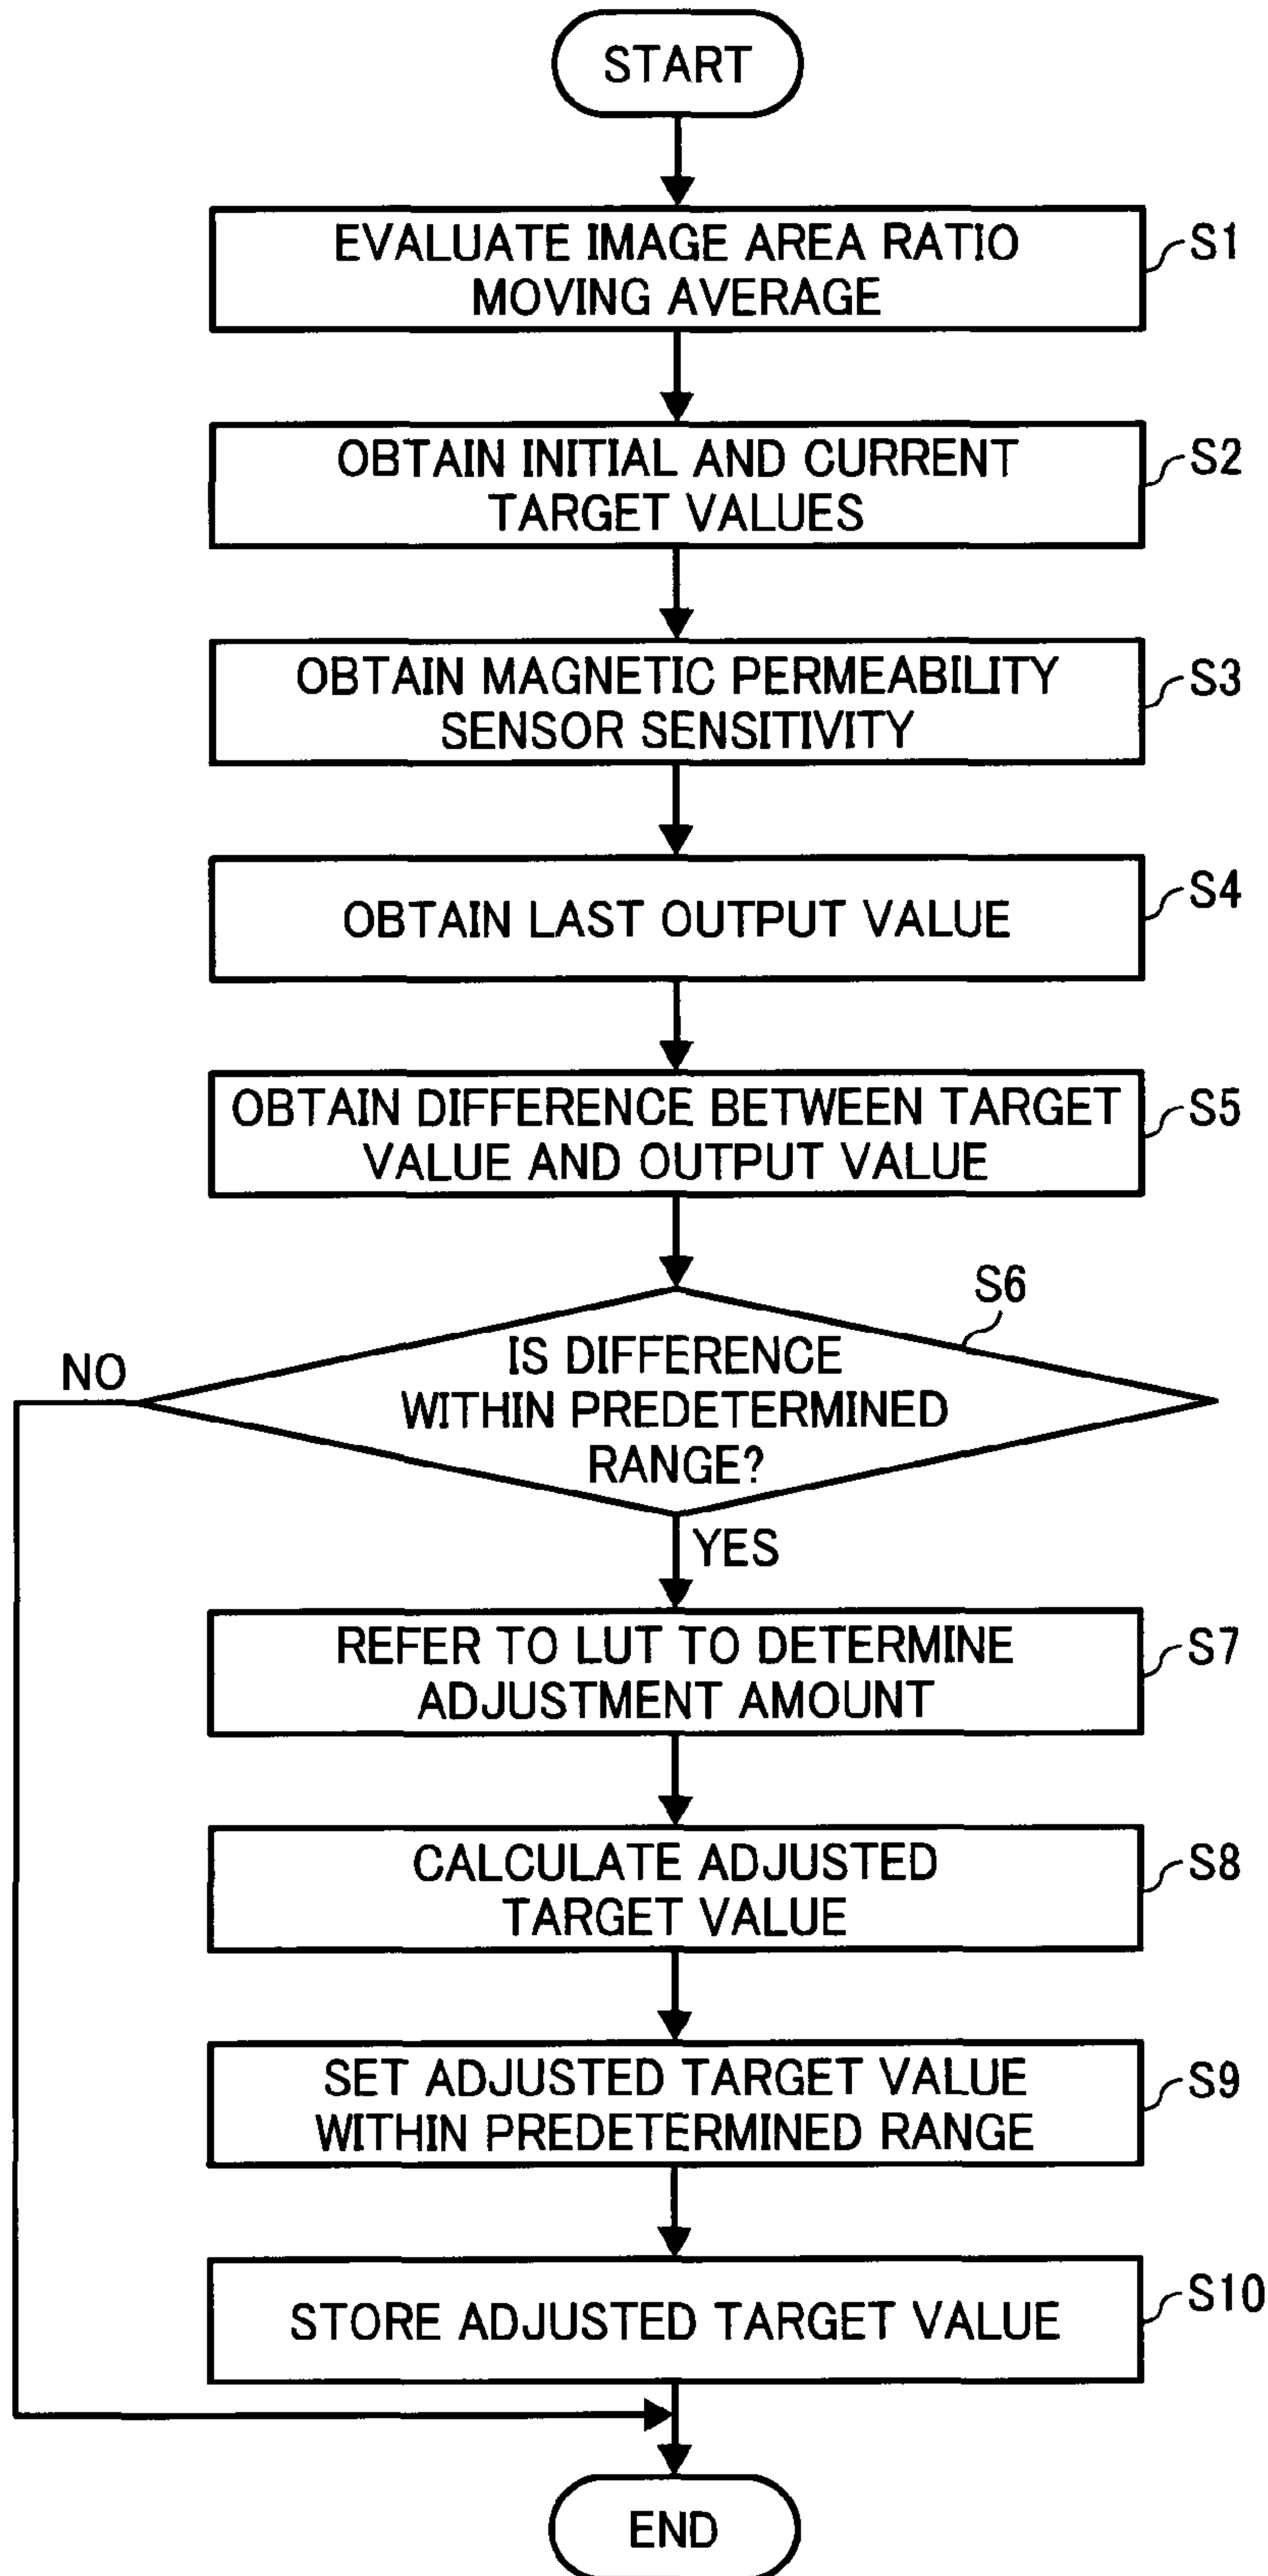 START
EVALUATE IMAGE AREA RATIO
MOVING AVERAGE
S1
OBTAIN INITIAL AND CURRENT
TARGET VALUES
S2
OBTAIN MAGNETIC PERMEABILITY
SENSOR SENSITIVITY
S3
OBTAIN LAST OUTPUT VALUE
S4
OBTAIN DIFFERENCE BETWEEN TARGET
VALUE AND OUTPUT VALUE
S5
S6
IS DIFFERENCE
WITHIN PREDETERMINED
RANGE?
NO
YES
REFER TO LUT TO DETERMINE
ADJUSTMENT AMOUNT
S7
CALCULATE ADJUSTED
TARGET VALUE
S8
SET ADJUSTED TARGET VALUE
WITHIN PREDETERMINED RANGE
S9
STORE ADJUSTED TARGET VALUE
S10
END